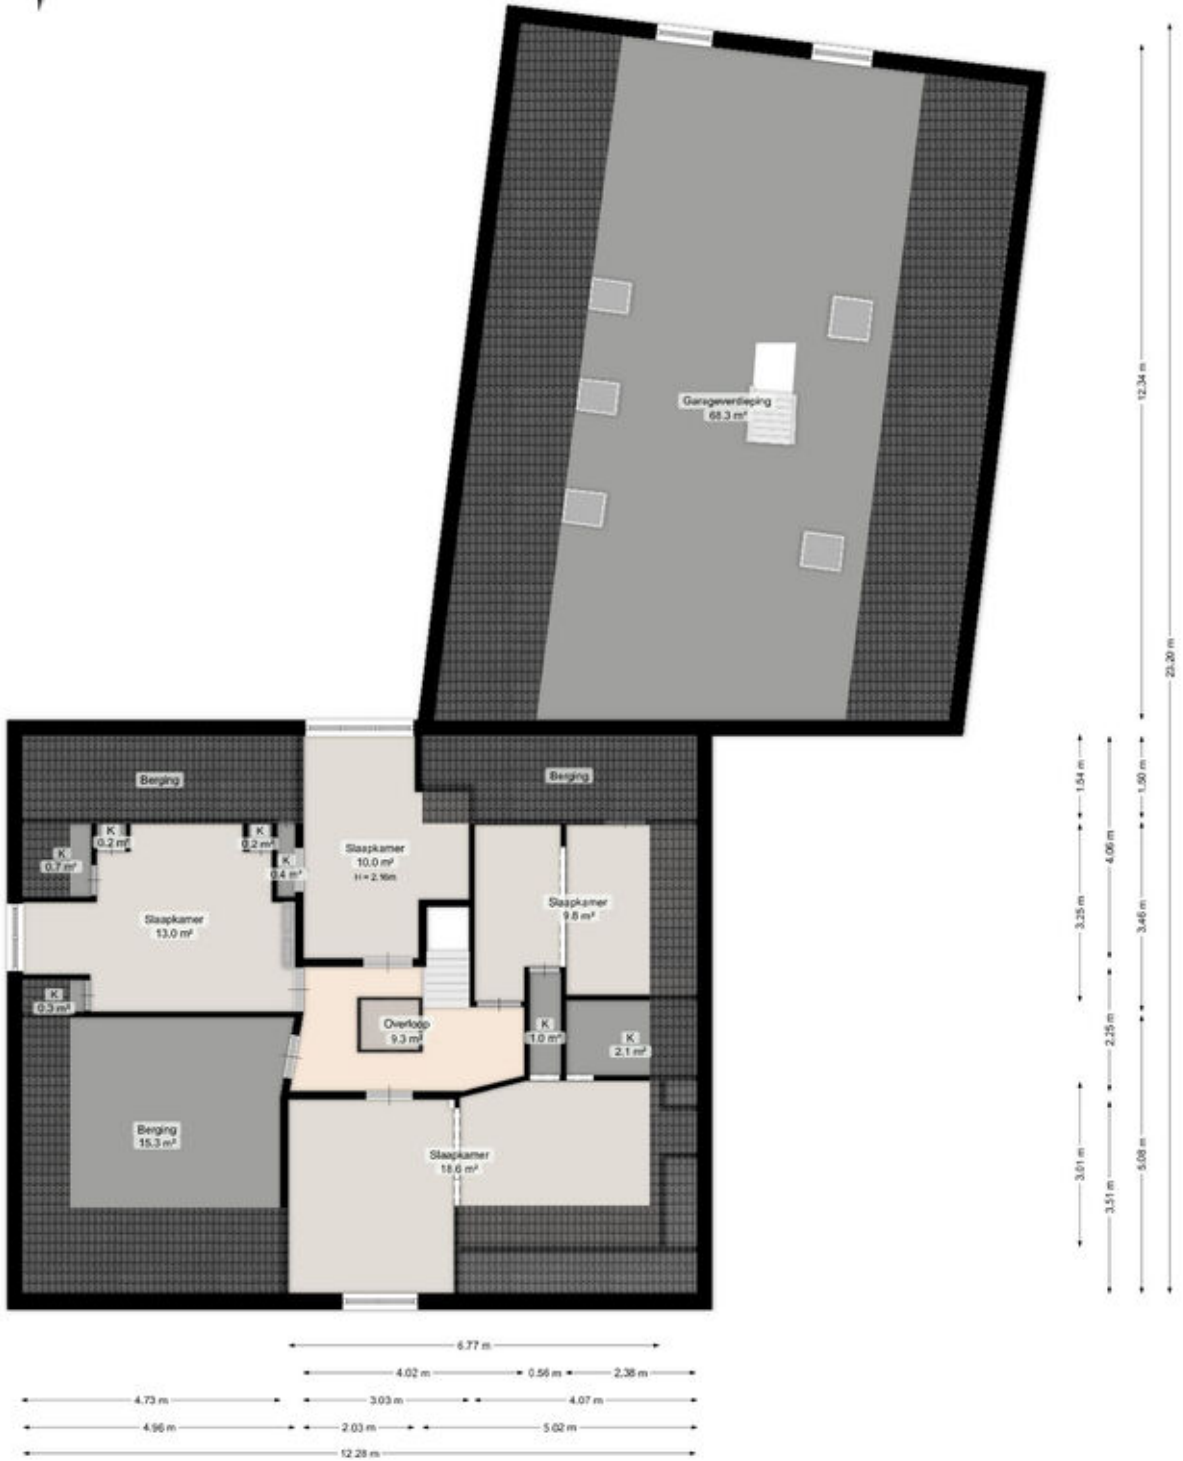 12.34 m
23.20 m
Garageverdieping
68.3 m²
Berging
Berging
1.54 m
1.50 m
K
0.2 m²
K
0.2 m²
K
0.7 m²
K
0.4 m²
Slaapkamer
10.0 m²
H = 2.16m
4.06 m
Slaapkamer
13.0 m²
Slaapkamer
9.8 m²
3.25 m
3.46 m
K
0.3 m²
Overloop
9.3 m²
K
1.0 m²
K
2.1 m²
2.25 m
Berging
15.3 m²
Slaapkamer
18.6 m²
3.01 m
3.51 m
5.08 m
6.77 m
4.02 m
0.56 m
2.38 m
4.73 m
3.03 m
4.07 m
4.96 m
2.03 m
5.02 m
12.28 m